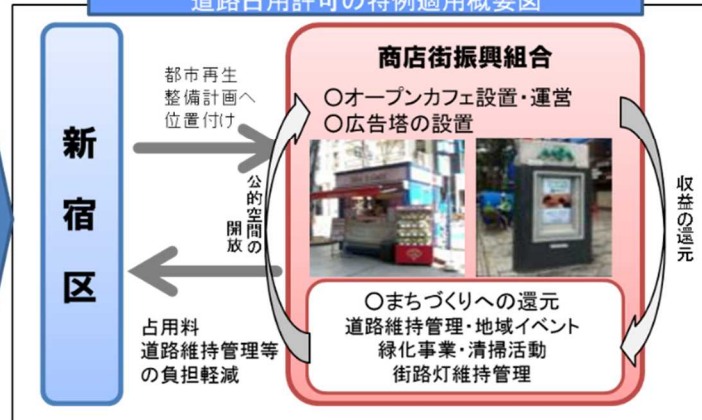 道路占用許可の特例適用概要図
新宿区
都市再生
整備計画へ
位置付け
公的空間の
開放
占用料
道路維持管理等
の負担軽減
商店街振興組合
○オープンカフェ設置・運営
○広告塔の設置
収益の還元
○まちづくりへの還元
道路維持管理・地域イベント
緑化事業・清掃活動
街路灯維持管理